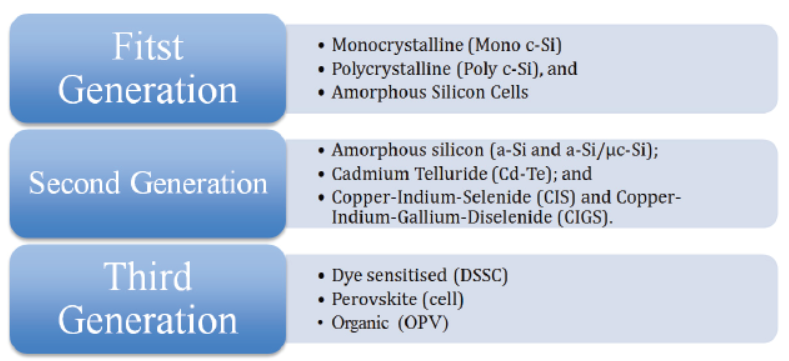 Fitst
Generation
• Monocrystalline (Mono c-Si)
• Polycrystalline (Poly c-Si), and
• Amorphous Silicon Cells
Second Generation
• Amorphous silicon (a-Si and a-Si/μc-Si);
• Cadmium Telluride (Cd-Te); and
• Copper-Indium-Selenide (CIS) and Copper-
Indium-Gallium-Diselenide (CIGS).
Third
Generation
• Dye sensitised (DSSC)
• Perovskite (cell)
• Organic (OPV)